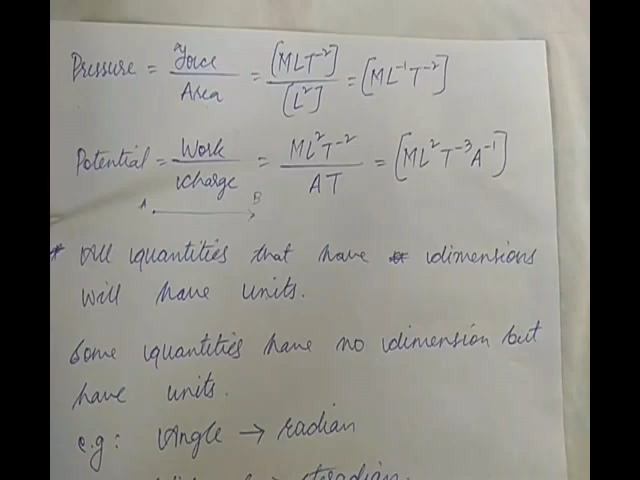 Pressure = Force / Area = [MLT⁻²] / [L²] = [ML⁻¹T⁻²]
Potential = Work / Charge = ML²T⁻² / AT = [ML²T⁻³A⁻¹]
A → B
* All quantities that have dimensions
will have units.
Some quantities have no dimension but
have units.
e.g: Angle → radian
→ steradian.